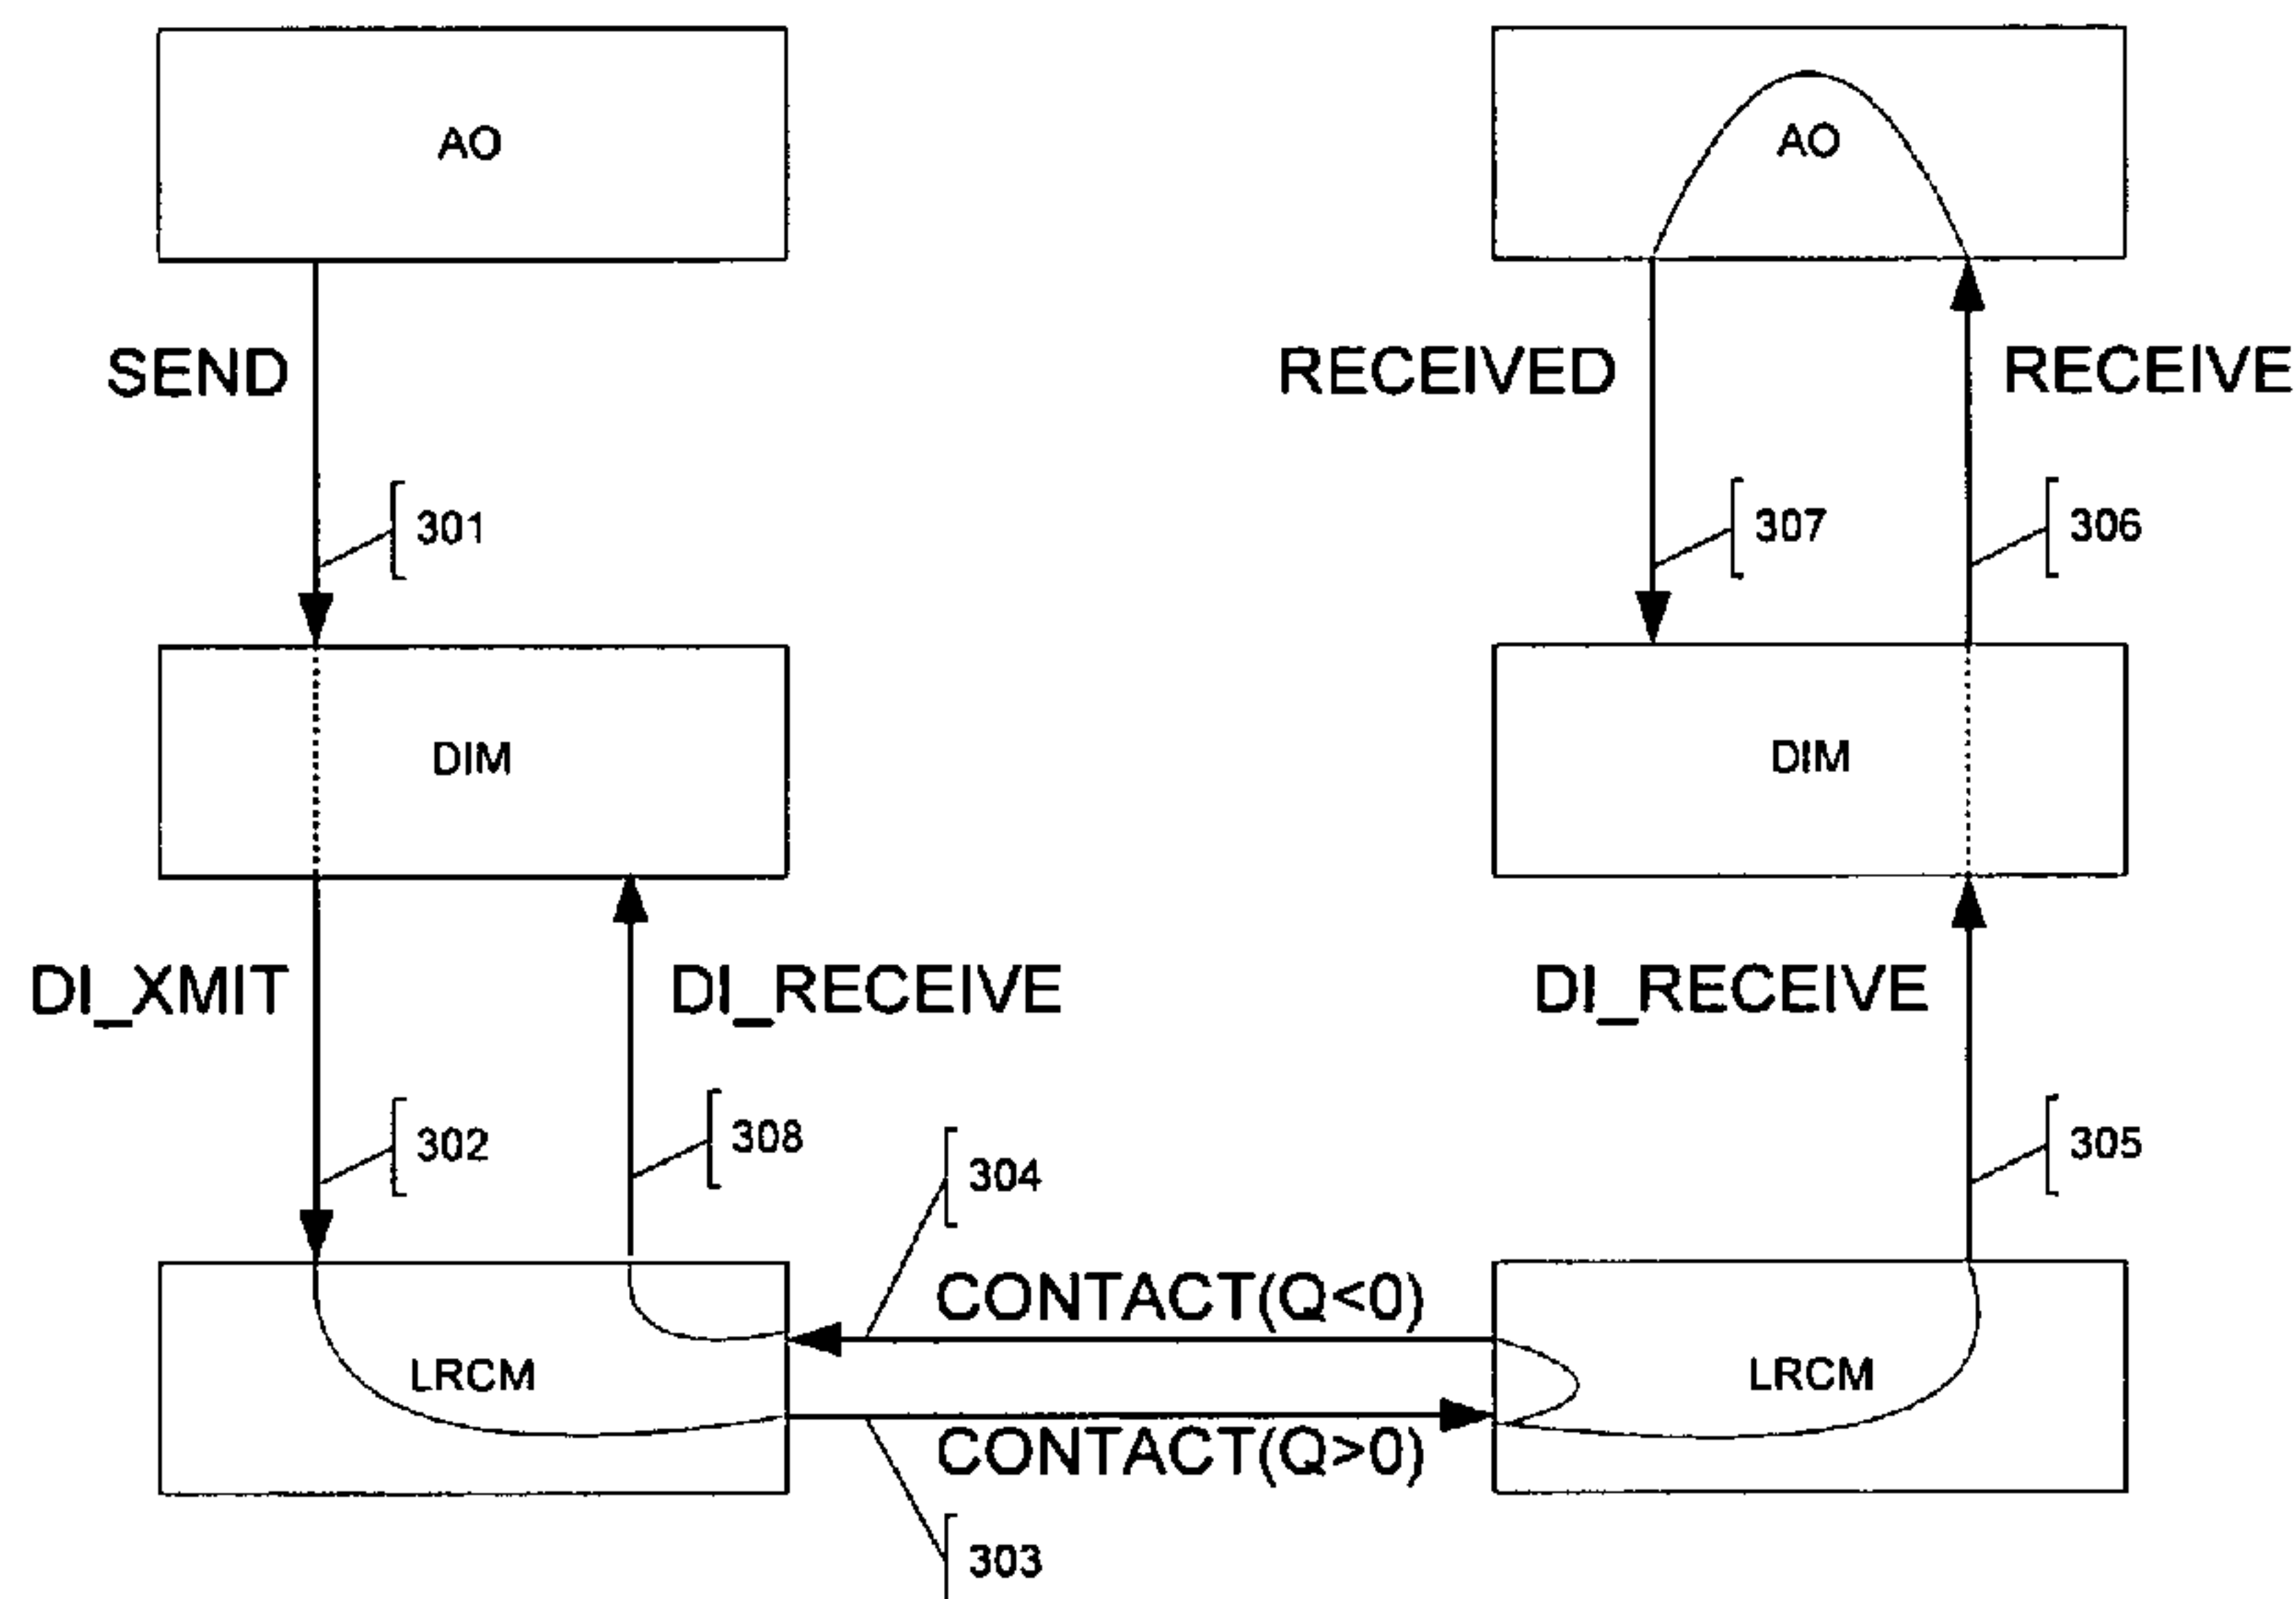 AO
AO
SEND
RECEIVED
RECEIVE
301
307
306
DIM
DIM
DI_XMIT
DI_RECEIVE
DI_RECEIVE
302
308
304
305
CONTACT(Q<0)
LRCM
LRCM
CONTACT(Q>0)
303